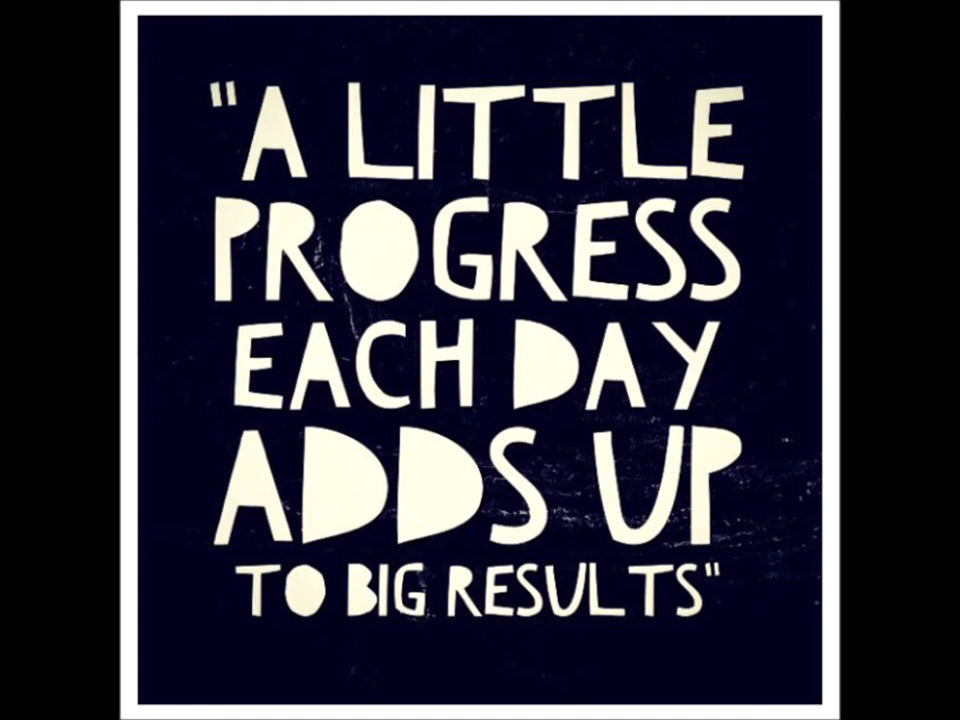 "A LITTLE
PROGRESS
EACH DAY
ADDS UP
TO BIG RESULTS"